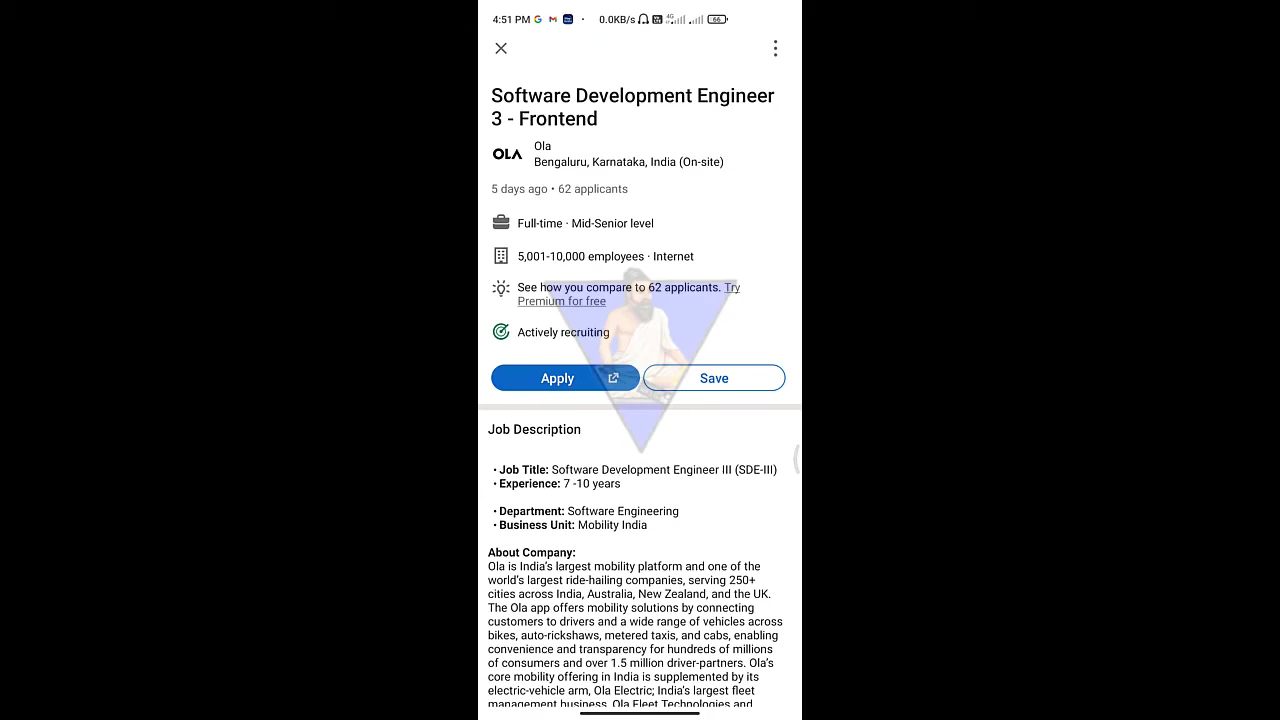 4:51 PM G M · 0.0KB/s 4G 66
Software Development Engineer
3 - Frontend
OLA
Ola
Bengaluru, Karnataka, India (On-site)
5 days ago • 62 applicants
Full-time · Mid-Senior level
5,001-10,000 employees · Internet
See how you compare to 62 applicants. Try
Premium for free
Actively recruiting
Apply
Save
Job Description
• Job Title: Software Development Engineer III (SDE-III)
• Experience: 7 -10 years
• Department: Software Engineering
• Business Unit: Mobility India
About Company:
Ola is India's largest mobility platform and one of the
world's largest ride-hailing companies, serving 250+
cities across India, Australia, New Zealand, and the UK.
The Ola app offers mobility solutions by connecting
customers to drivers and a wide range of vehicles across
bikes, auto-rickshaws, metered taxis, and cabs, enabling
convenience and transparency for hundreds of millions
of consumers and over 1.5 million driver-partners. Ola's
core mobility offering in India is supplemented by its
electric-vehicle arm, Ola Electric; India's largest fleet
management business, Ola Fleet Technologies and